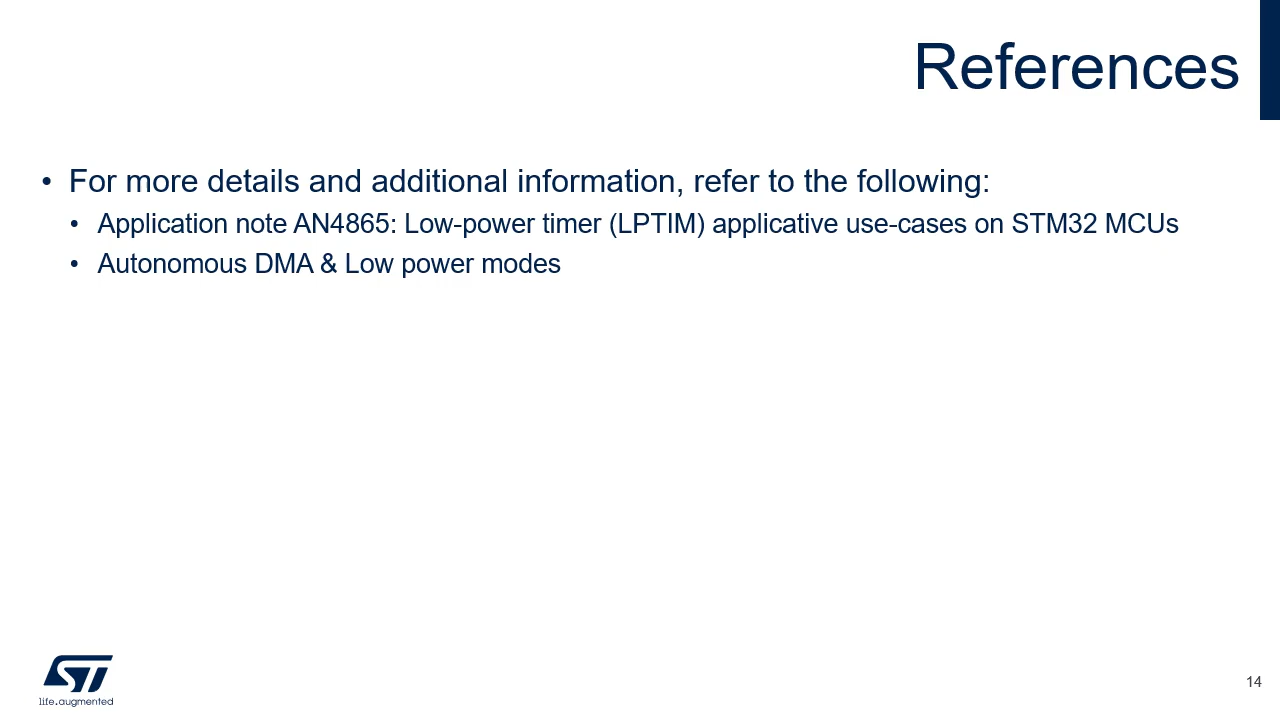 References
• For more details and additional information, refer to the following:
• Application note AN4865: Low-power timer (LPTIM) applicative use-cases on STM32 MCUs
• Autonomous DMA & Low power modes
ST
life.augmented
14